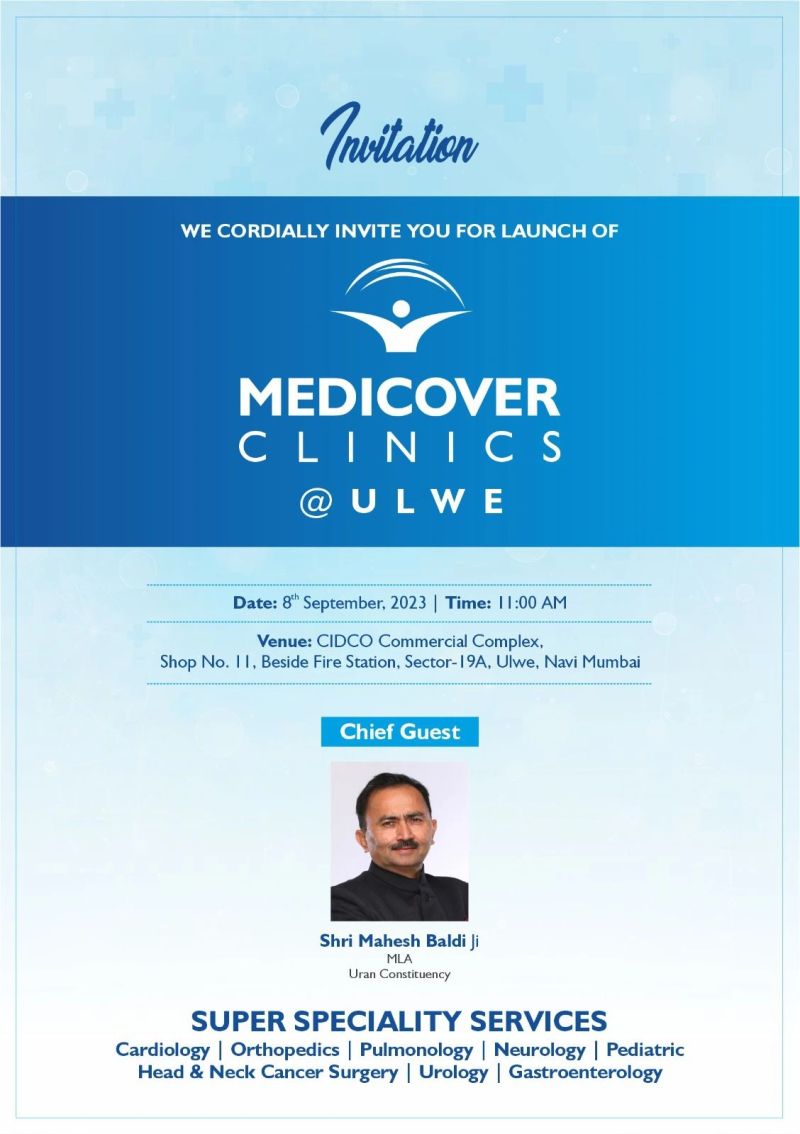 Invitation
WE CORDIALLY INVITE YOU FOR LAUNCH OF
MEDICOVER
CLINICS
@ ULWE
Date: 8th September, 2023 | Time: 11:00 AM
Venue: CIDCO Commercial Complex,
Shop No. 11, Beside Fire Station, Sector-19A, Ulwe, Navi Mumbai
Chief Guest
Shri Mahesh Baldi Ji
MLA
Uran Constituency
SUPER SPECIALITY SERVICES
Cardiology | Orthopedics | Pulmonology | Neurology | Pediatric
Head & Neck Cancer Surgery | Urology | Gastroenterology